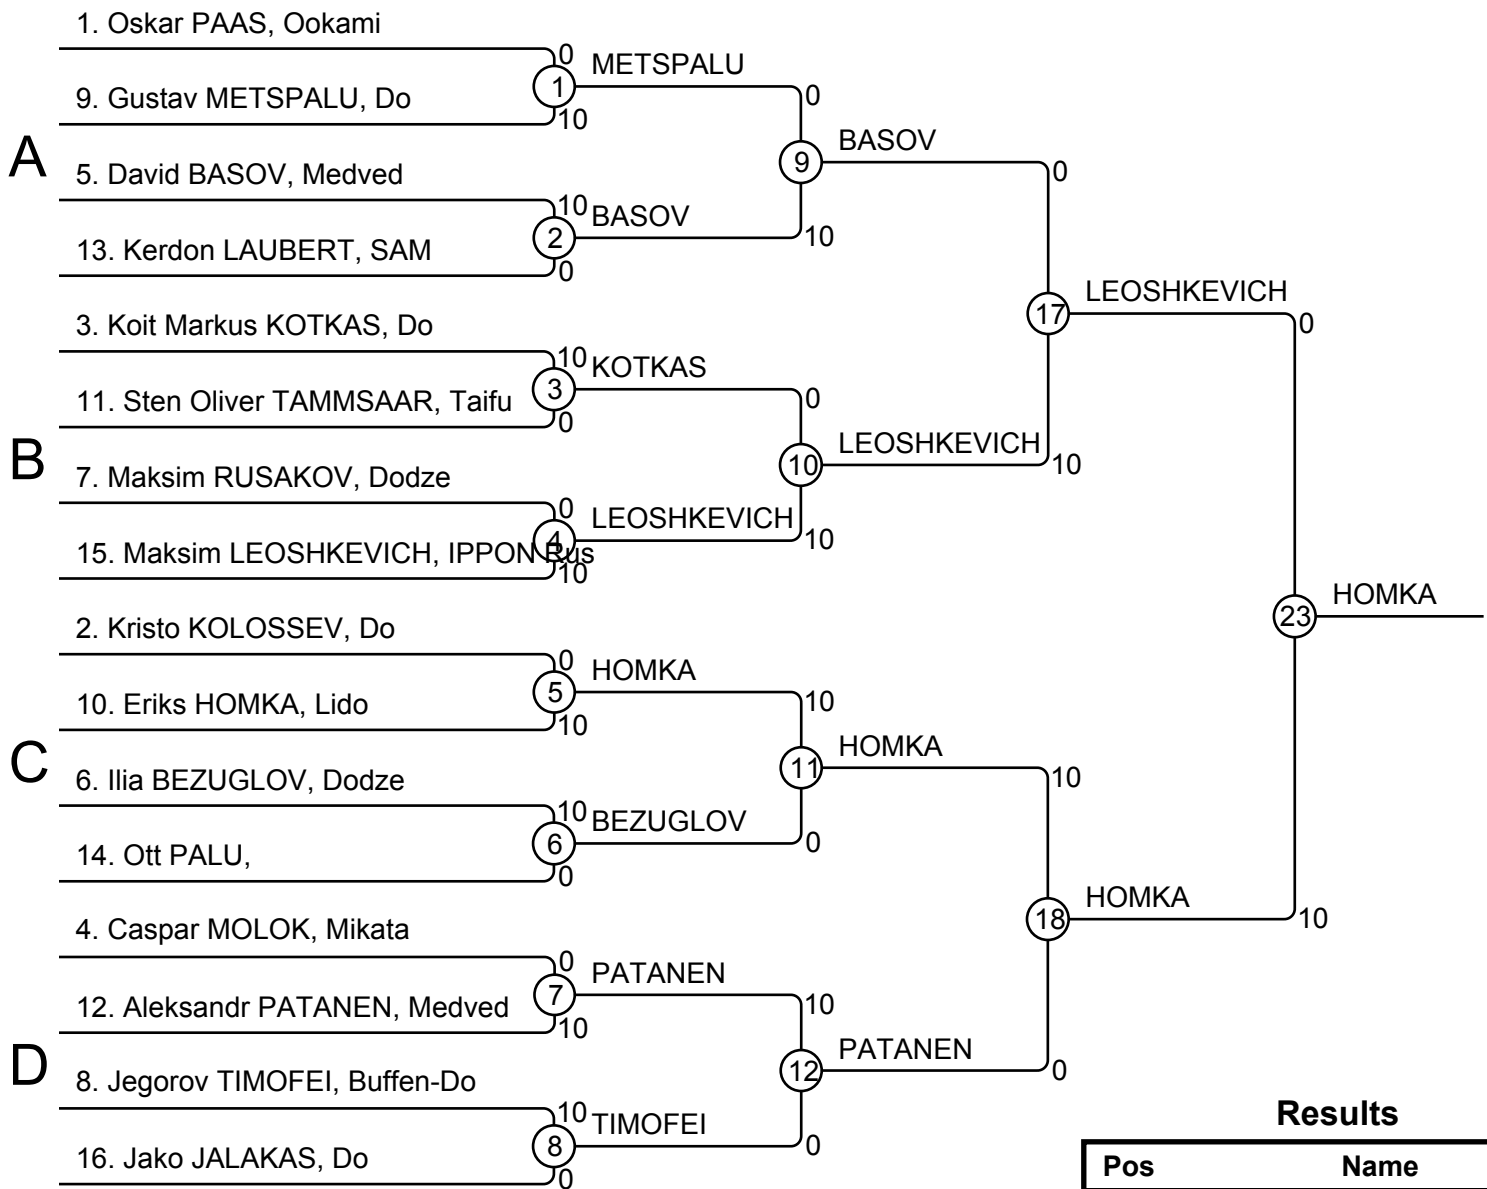 1. Oskar PAAS, Ookami
0
METSPALU
1
9. Gustav METSPALU, Do
10
0
A
BASOV
9
5. David BASOV, Medved
0
10
BASOV
2
10
13. Kerdon LAUBERT, SAM
0
LEOSHKEVICH
17
0
3. Koit Markus KOTKAS, Do
10
KOTKAS
3
0
11. Sten Oliver TAMMSAAR, Taifu
0
B
LEOSHKEVICH
10
10
7. Maksim RUSAKOV, Dodze
0
LEOSHKEVICH
4
10
15. Maksim LEOSHKEVICH, IPPON Rus
10
HOMKA
23
2. Kristo KOLOSSEV, Do
0
HOMKA
5
10
10. Eriks HOMKA, Lido
10
C
HOMKA
11
10
6. Ilia BEZUGLOV, Dodze
10
BEZUGLOV
6
0
14. Ott PALU,
0
HOMKA
18
10
4. Caspar MOLOK, Mikata
0
PATANEN
7
10
12. Aleksandr PATANEN, Medved
10
D
PATANEN
12
0
8. Jegorov TIMOFEI, Buffen-Do
10
TIMOFEI
8
0
16. Jako JALAKAS, Do
0
Results
Pos Name